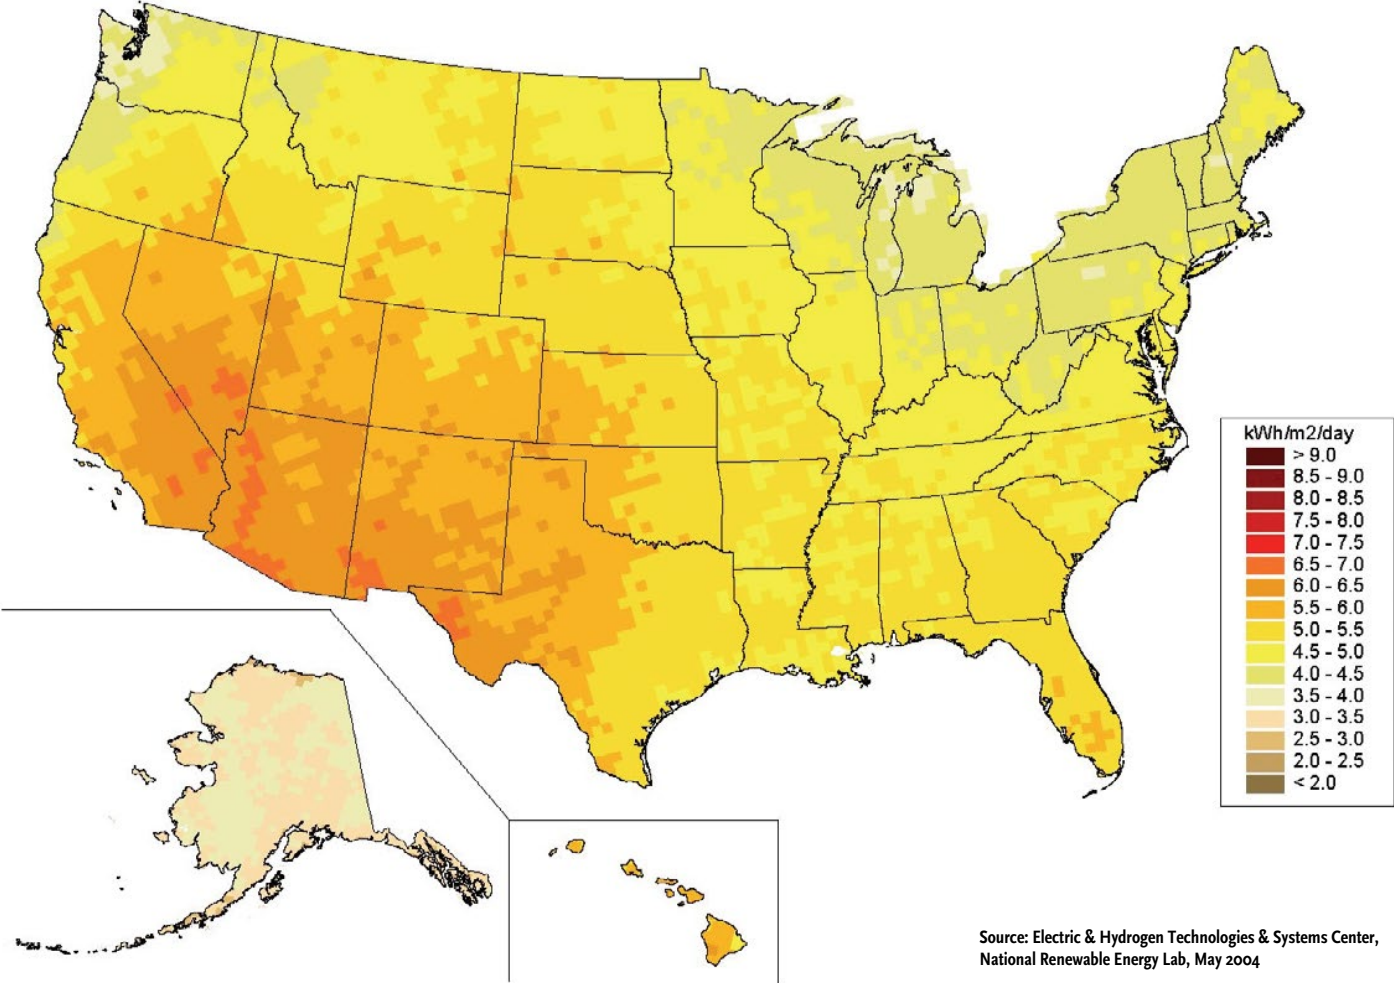 kWh/m2/day
> 9.0
8.5 - 9.0
8.0 - 8.5
7.5 - 8.0
7.0 - 7.5
6.5 - 7.0
6.0 - 6.5
5.5 - 6.0
5.0 - 5.5
4.5 - 5.0
4.0 - 4.5
3.5 - 4.0
3.0 - 3.5
2.5 - 3.0
2.0 - 2.5
< 2.0
Source: Electric & Hydrogen Technologies & Systems Center,
National Renewable Energy Lab, May 2004